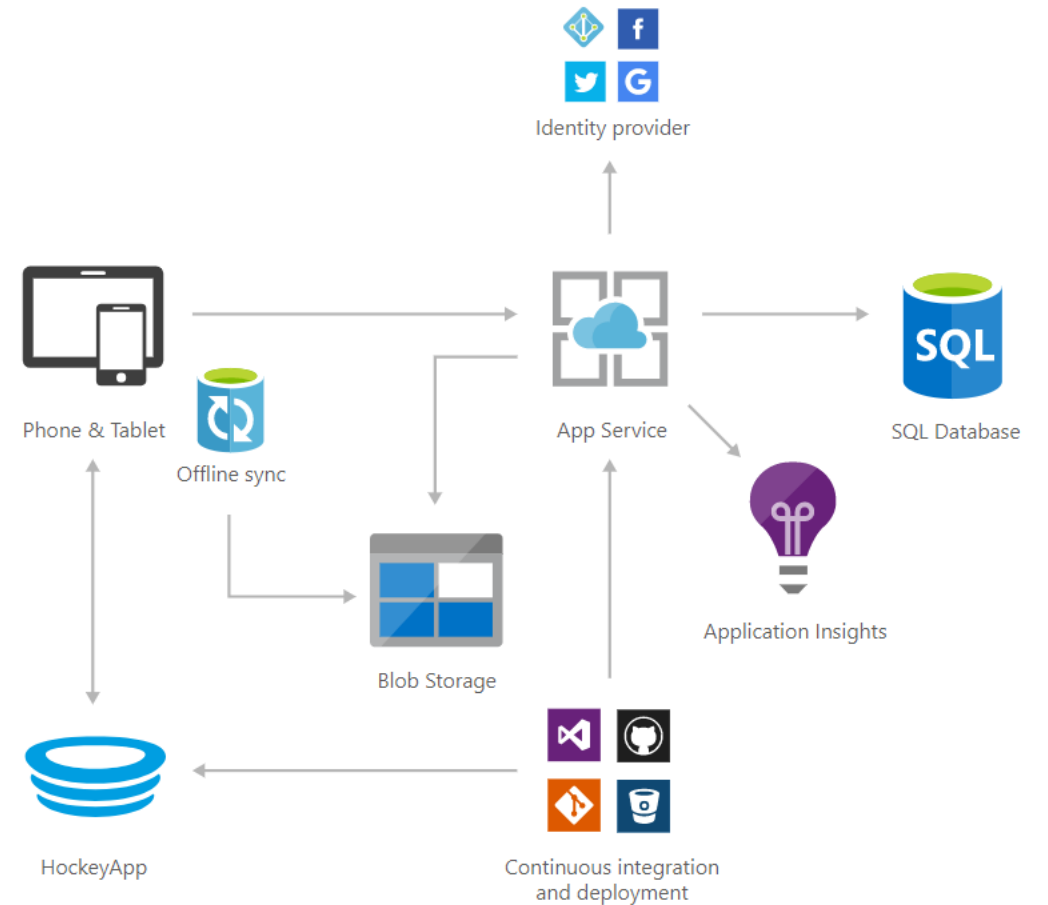 Identity provider
SQL
Phone & Tablet
App Service
SQL Database
Offline sync
Application Insights
Blob Storage
HockeyApp
Continuous integration
and deployment